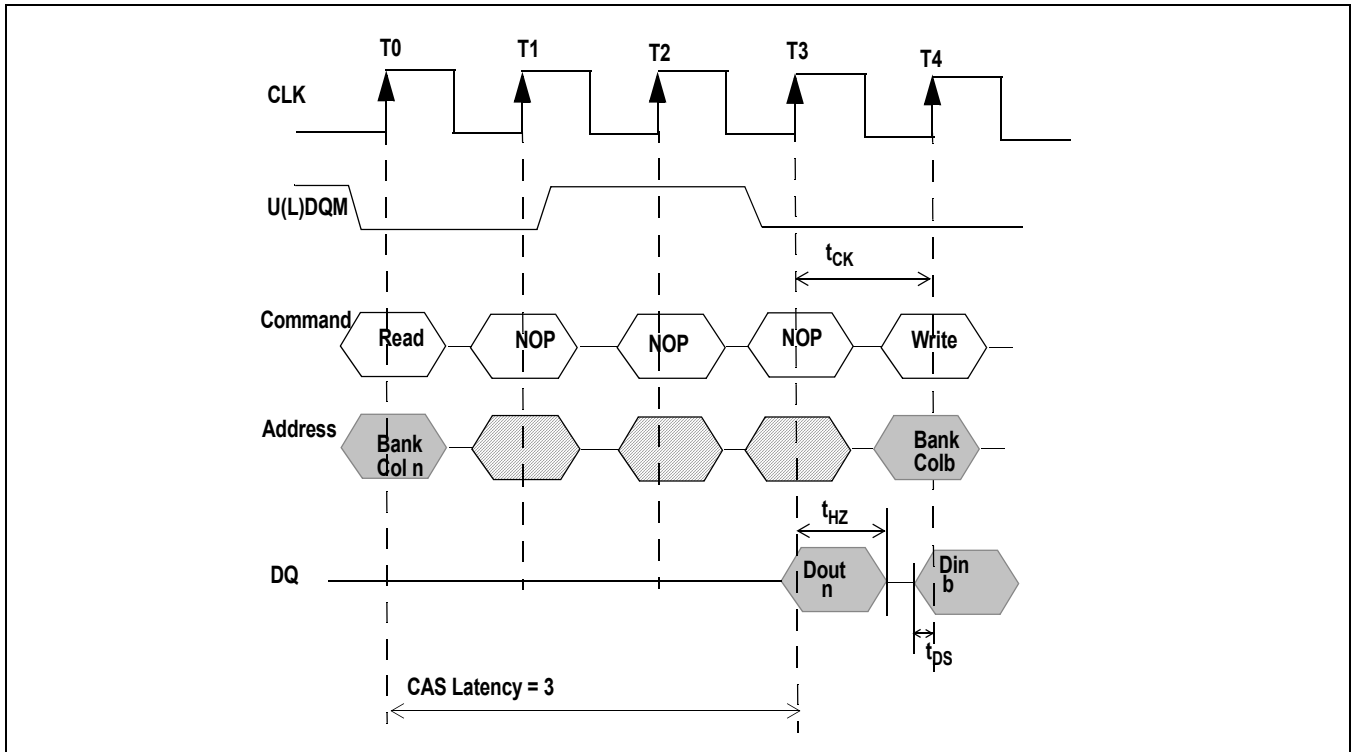 T0 T1 T2 T3 T4
CLK
U(L)DQM
tCK
Command Read NOP NOP NOP Write
Address
Bank
Col n
Bank
Colb
tHZ
DQ
Dout
n
Din
b
tDS
CAS Latency = 3